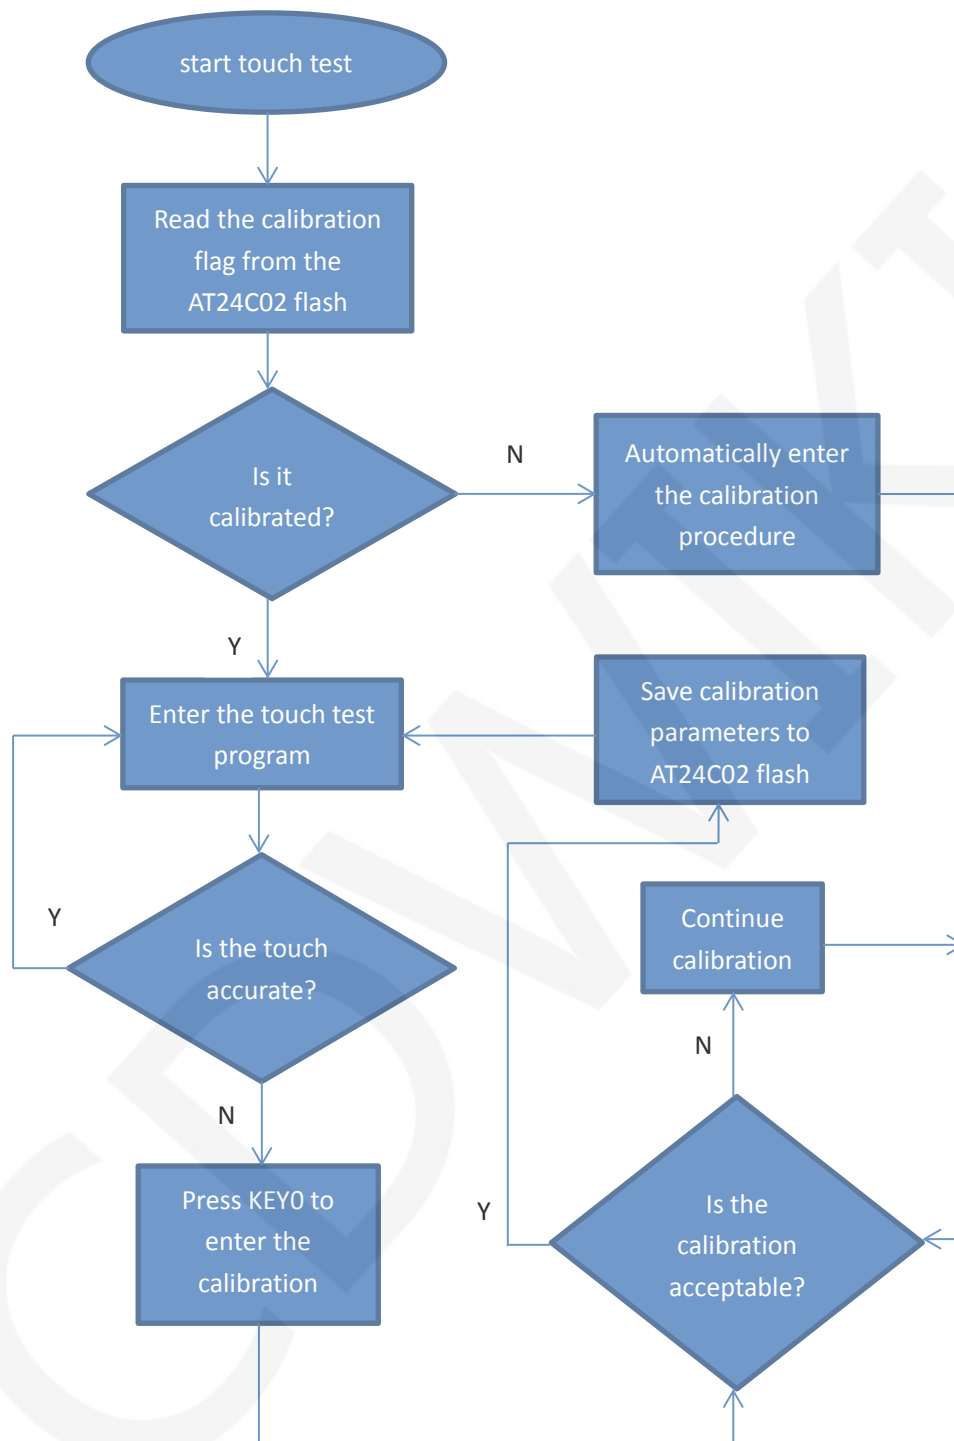 start touch test
Read the calibration
flag from the
AT24C02 flash
Is it
calibrated?
N
Automatically enter
the calibration
procedure
Y
Enter the touch test
program
Save calibration
parameters to
AT24C02 flash
Y
Is the touch
accurate?
Continue
calibration
N
N
Press KEY0 to
enter the
calibration
Y
Is the
calibration
acceptable?